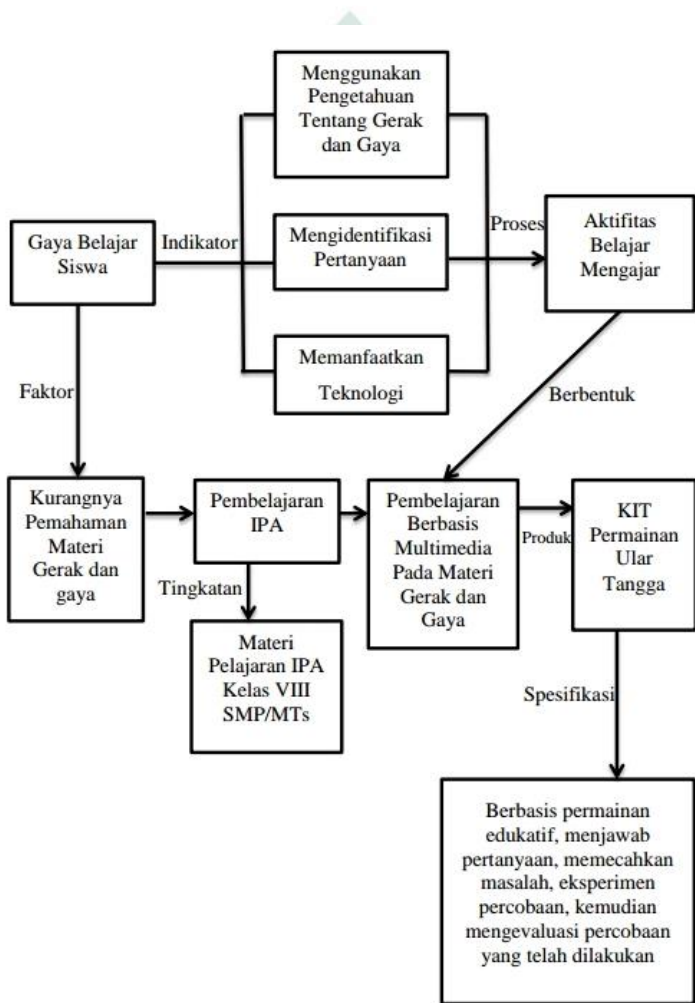 Menggunakan
Pengetahuan
Tentang Gerak
dan Gaya
Gaya Belajar
Siswa
Indikator
Mengidentifikasi
Pertanyaan
Proses
Aktifitas
Belajar
Mengajar
Memanfaatkan
Teknologi
Faktor
Berbentuk
Kurangnya
Pemahaman
Materi
Gerak dan
gaya
Pembelajaran
IPA
Pembelajaran
Berbasis
Multimedia
Pada Materi
Gerak dan
Gaya
Produk
KIT
Permainan
Ular
Tangga
Tingkatan
Materi
Pelajaran IPA
Kelas VIII
SMP/MTs
Spesifikasi
Berbasis permainan
edukatif, menjawab
pertanyaan, memecahkan
masalah, eksperimen
percobaan, kemudian
mengevaluasi percobaan
yang telah dilakukan